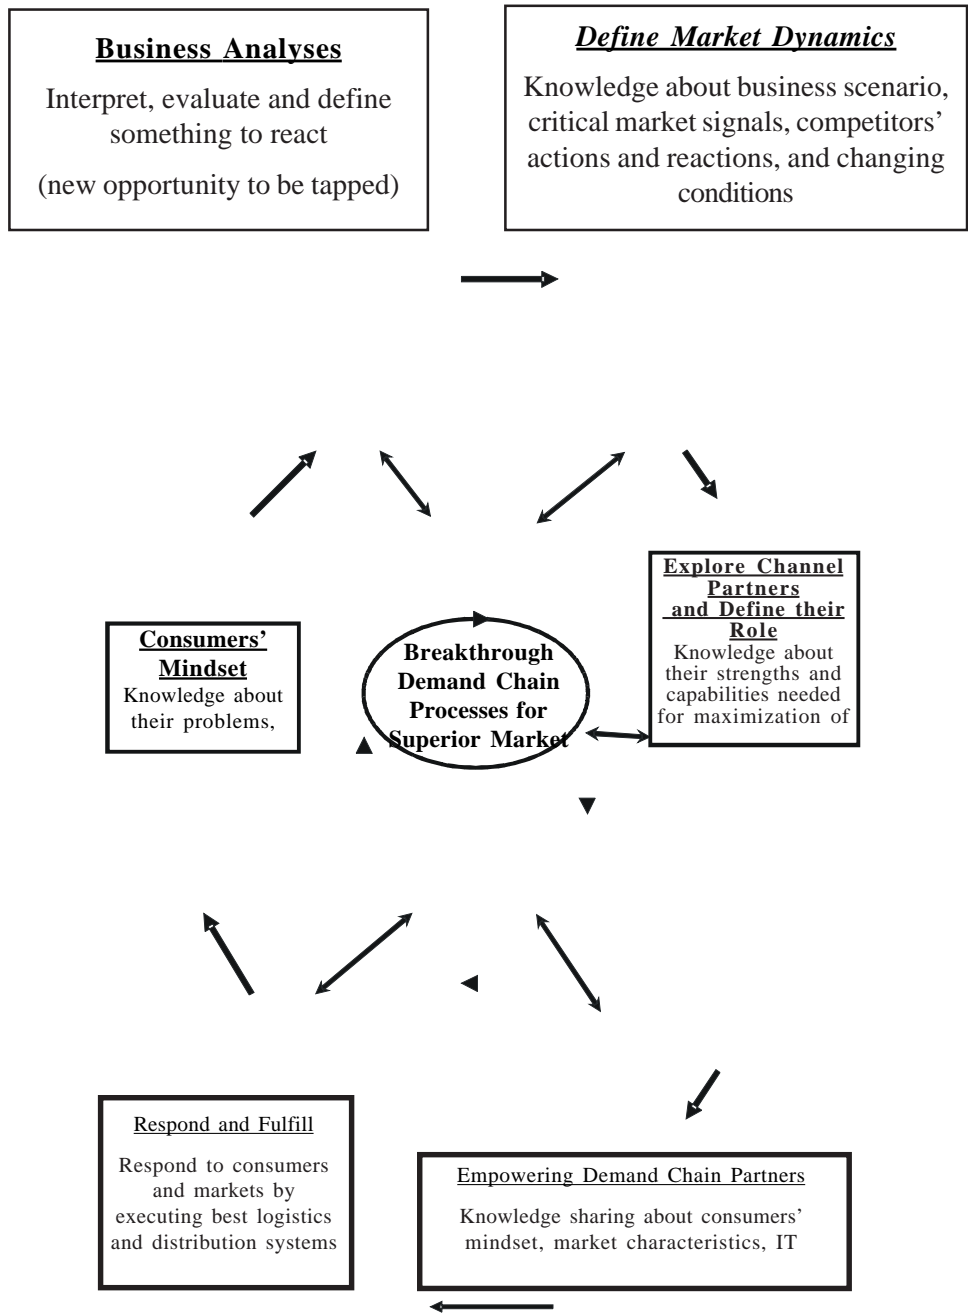 Business Analyses
Interpret, evaluate and define
something to react
(new opportunity to be tapped)
Define Market Dynamics
Knowledge about business scenario,
critical market signals, competitors’
actions and reactions, and changing
conditions
Explore Channel
Partners
and Define their
Role
Knowledge about
their strengths and
capabilities needed
for maximization of
Consumers’
Mindset
Knowledge about
their problems,
Breakthrough
Demand Chain
Processes for
Superior Market
Respond and Fulfill
Respond to consumers
and markets by
executing best logistics
and distribution systems
Empowering Demand Chain Partners
Knowledge sharing about consumers’
mindset, market characteristics, IT